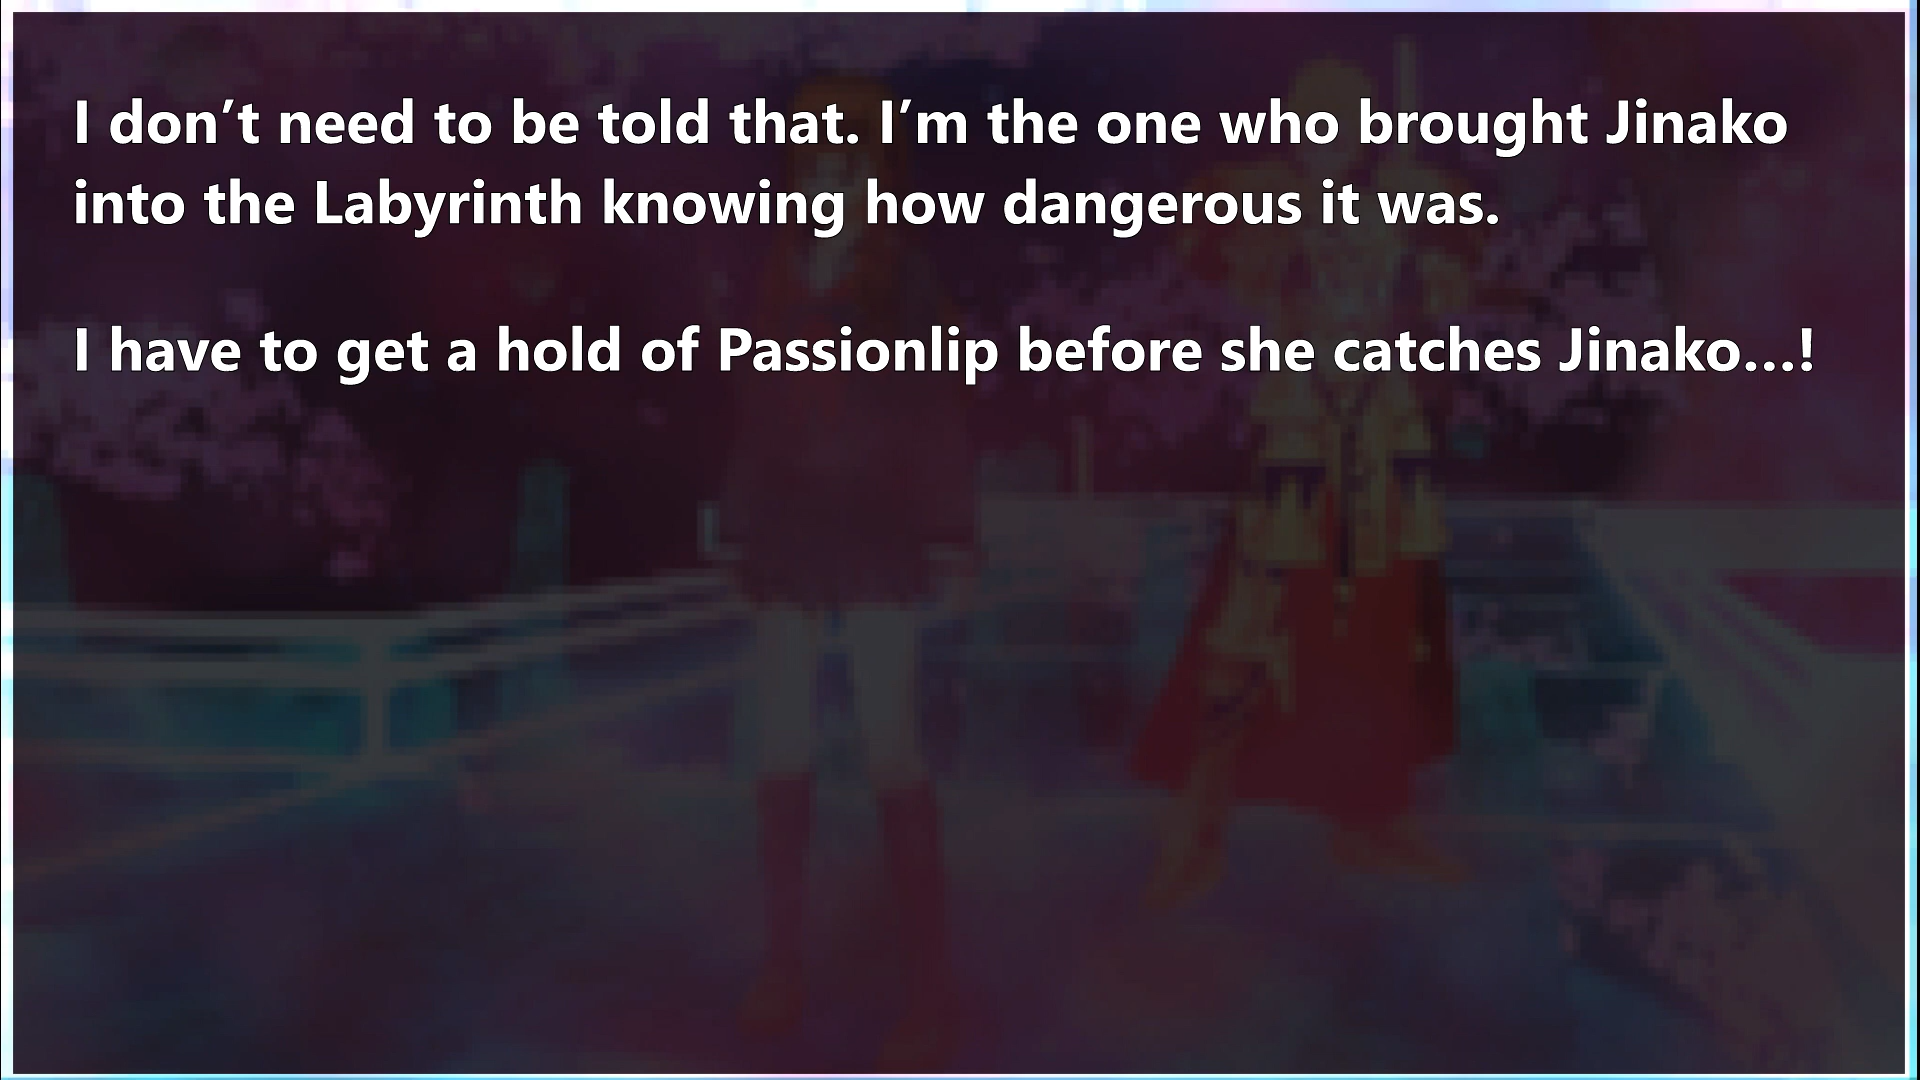 I don’t need to be told that. I’m the one who brought Jinako
into the Labyrinth knowing how dangerous it was.
I have to get a hold of Passionlip before she catches Jinako...!